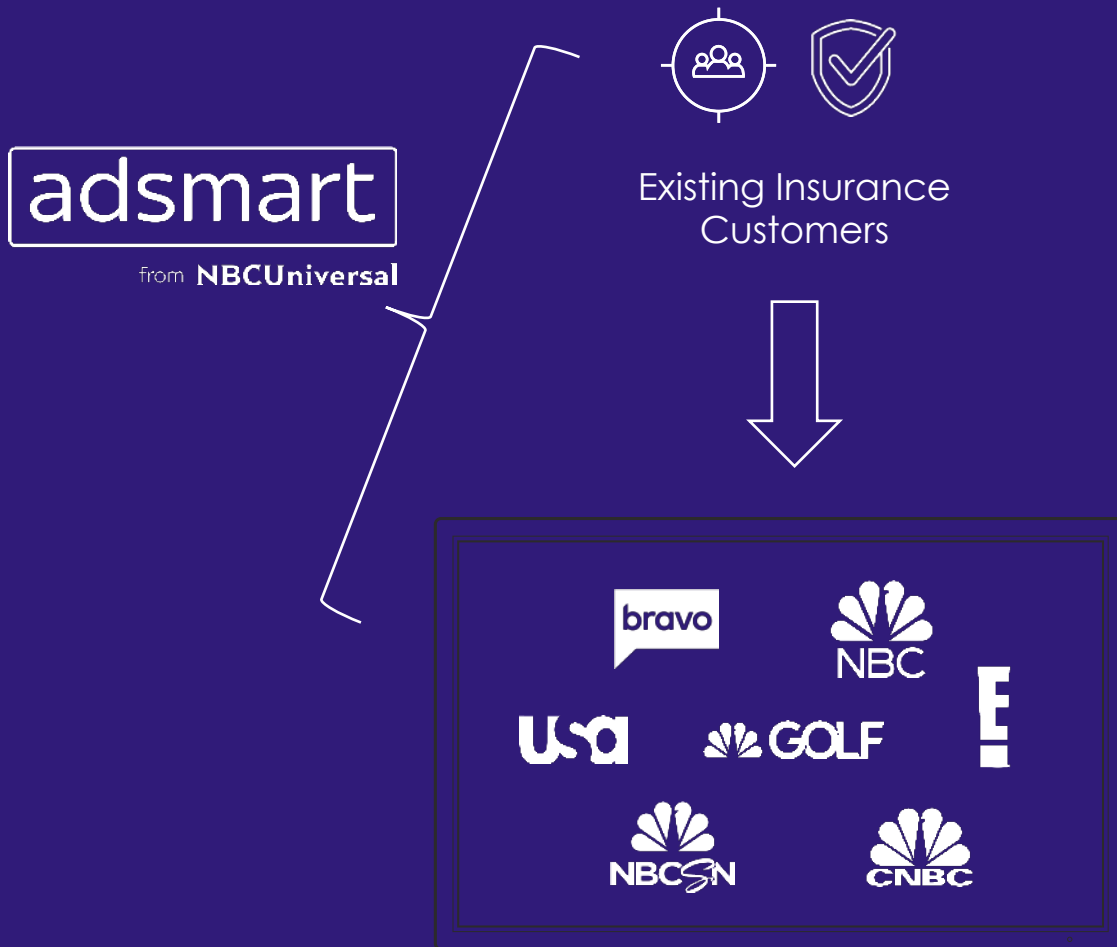 adsmart
from NBCUniversal
Existing Insurance
Customers
bravo
NBC
E!
usa
GOLF
NBCSN
CNBC